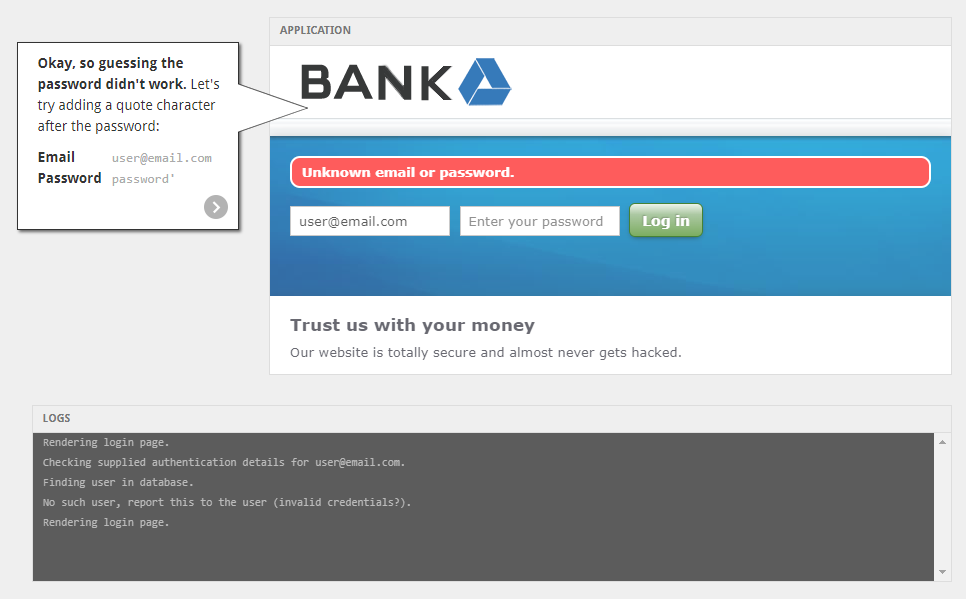 APPLICATION
Okay, so guessing the
password didn't work. Let's
try adding a quote character
after the password:
Email user@email.com
Password password'
BANK
Unknown email or password.
user@email.com Enter your password Log in
Trust us with your money
Our website is totally secure and almost never gets hacked.
LOGS
Rendering login page.
Checking supplied authentication details for user@email.com.
Finding user in database.
No such user, report this to the user (invalid credentials?).
Rendering login page.